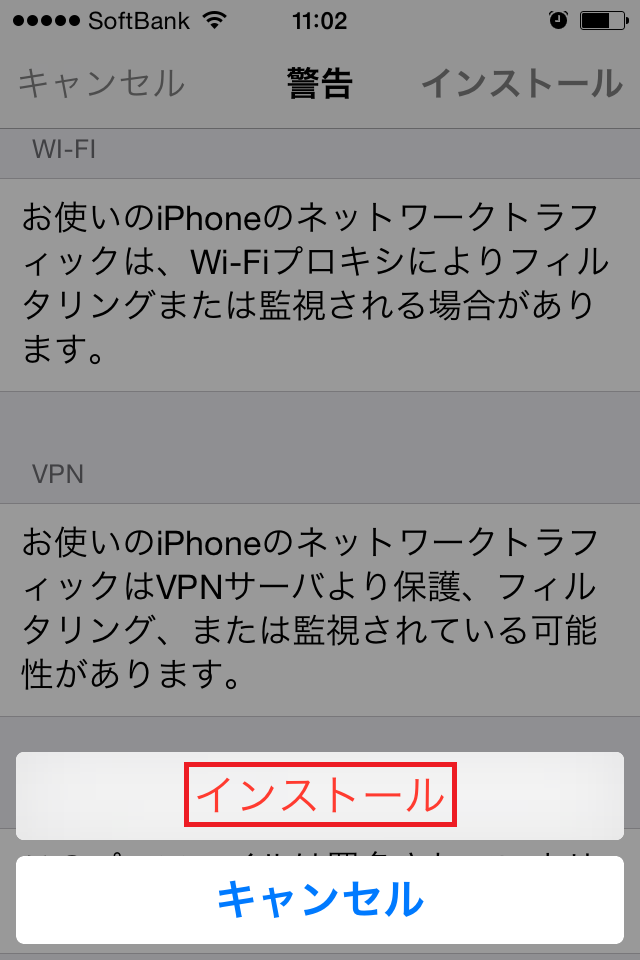 SoftBank 11:02
キャンセル 警告 インストール
WI-FI
お使いのiPhoneのネットワークトラフ
ィックは、Wi-Fiプロキシによりフィル
タリングまたは監視される場合があり
ます。
VPN
お使いのiPhoneのネットワークトラフ
ィックはVPNサーバより保護、フィル
タリング、または監視されている可能
性があります。
インストール
キャンセル